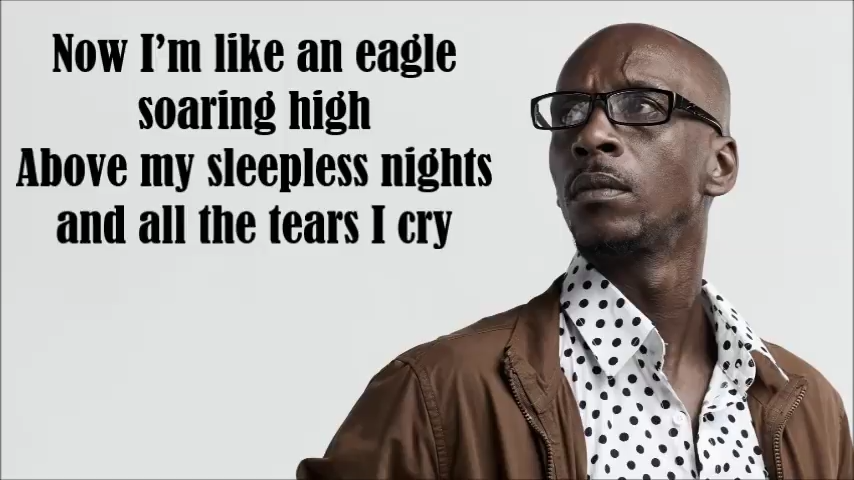 Now I’m like an eagle
soaring high
Above my sleepless nights
and all the tears I cry